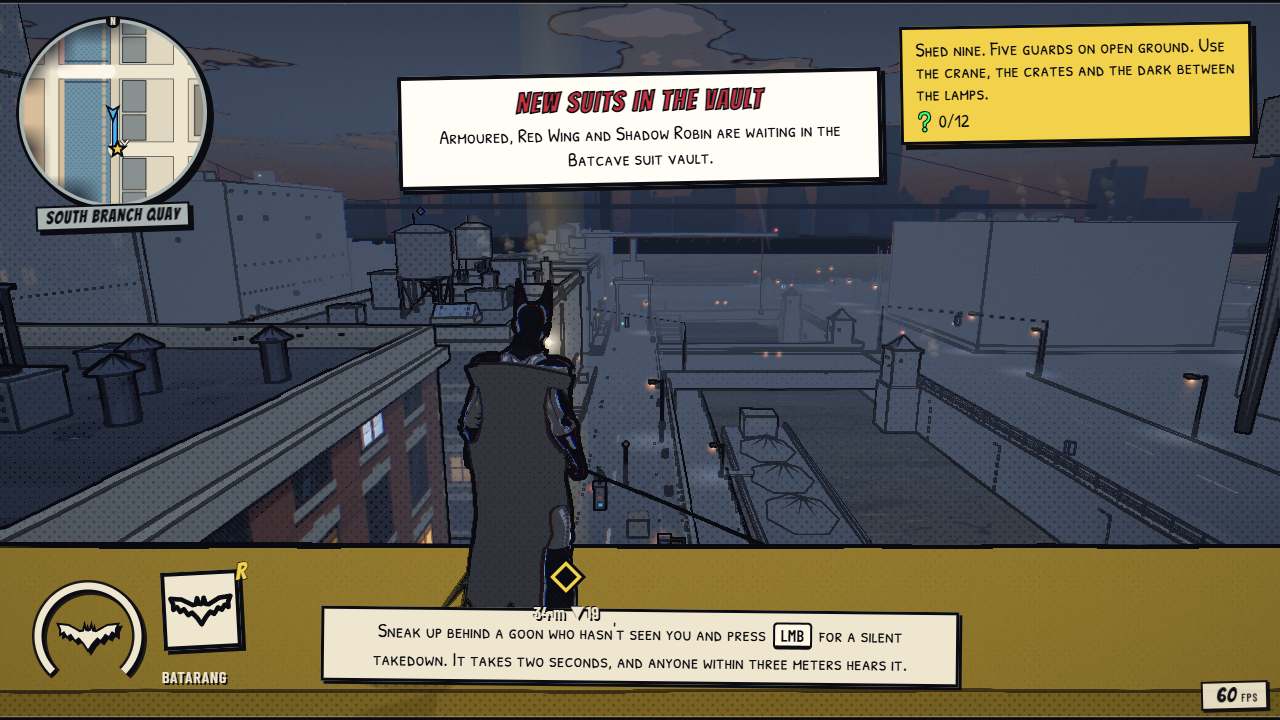 N
SOUTH BRANCH QUAY
NEW SUITS IN THE VAULT
ARMOURED, RED WING AND SHADOW ROBIN ARE WAITING IN THE
BATCAVE SUIT VAULT.
SHED NINE. FIVE GUARDS ON OPEN GROUND. USE
THE CRANE, THE CRATES AND THE DARK BETWEEN
THE LAMPS.
? 0/12
R
BATARANG
34m ▼19
SNEAK UP BEHIND A GOON WHO HASN'T SEEN YOU AND PRESS LMB FOR A SILENT
TAKEDOWN. IT TAKES TWO SECONDS, AND ANYONE WITHIN THREE METERS HEARS IT.
60 FPS